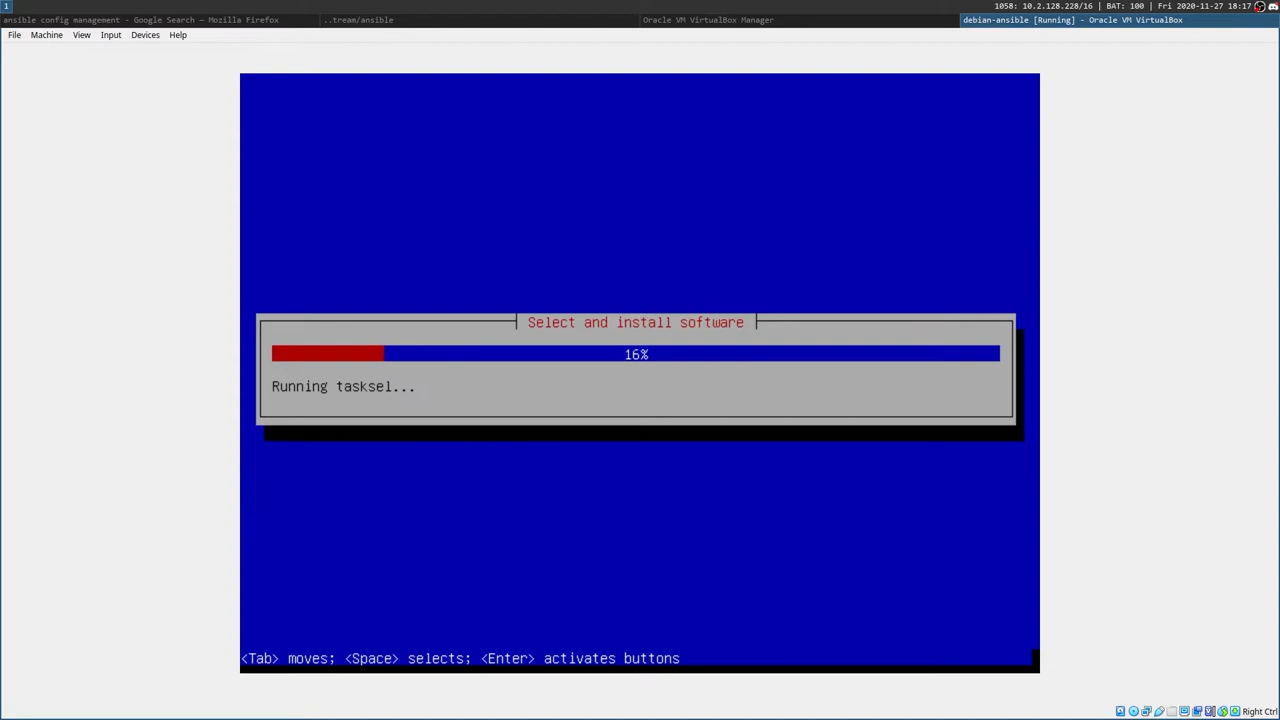 1
1058: 10.2.128.228/16 | BAT: 100 | Fri 2020-11-27 18:17
ansible config management - Google Search — Mozilla Firefox
..tream/ansible
Oracle VM VirtualBox Manager
debian-ansible [Running] - Oracle VM VirtualBox
File Machine View Input Devices Help
Select and install software
16%
Running tasksel...
<Tab> moves; <Space> selects; <Enter> activates buttons
Right Ctrl